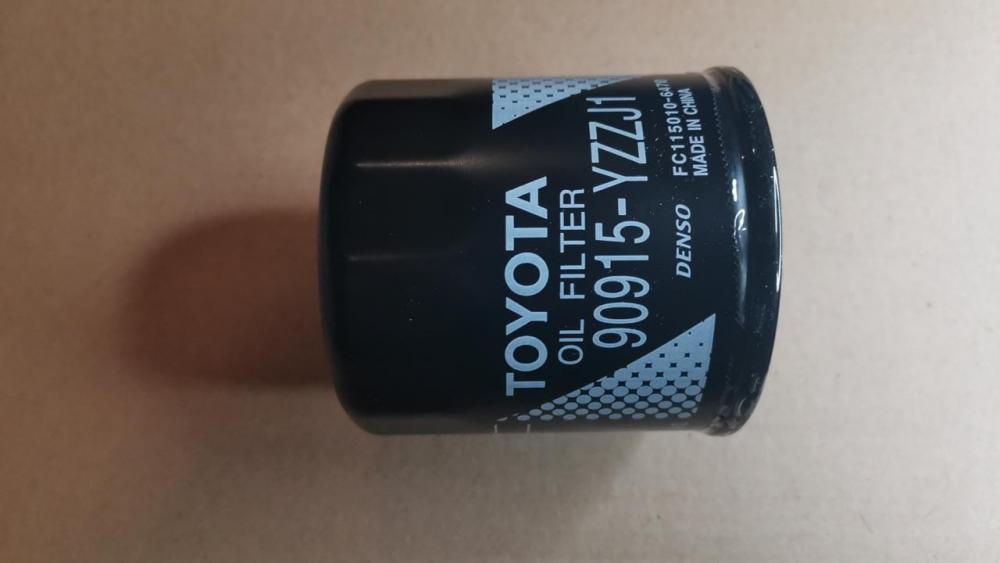 TOYOTA
OIL FILTER
90915-YZZJ1
DENSO
FC115010-6470
MADE IN CHINA